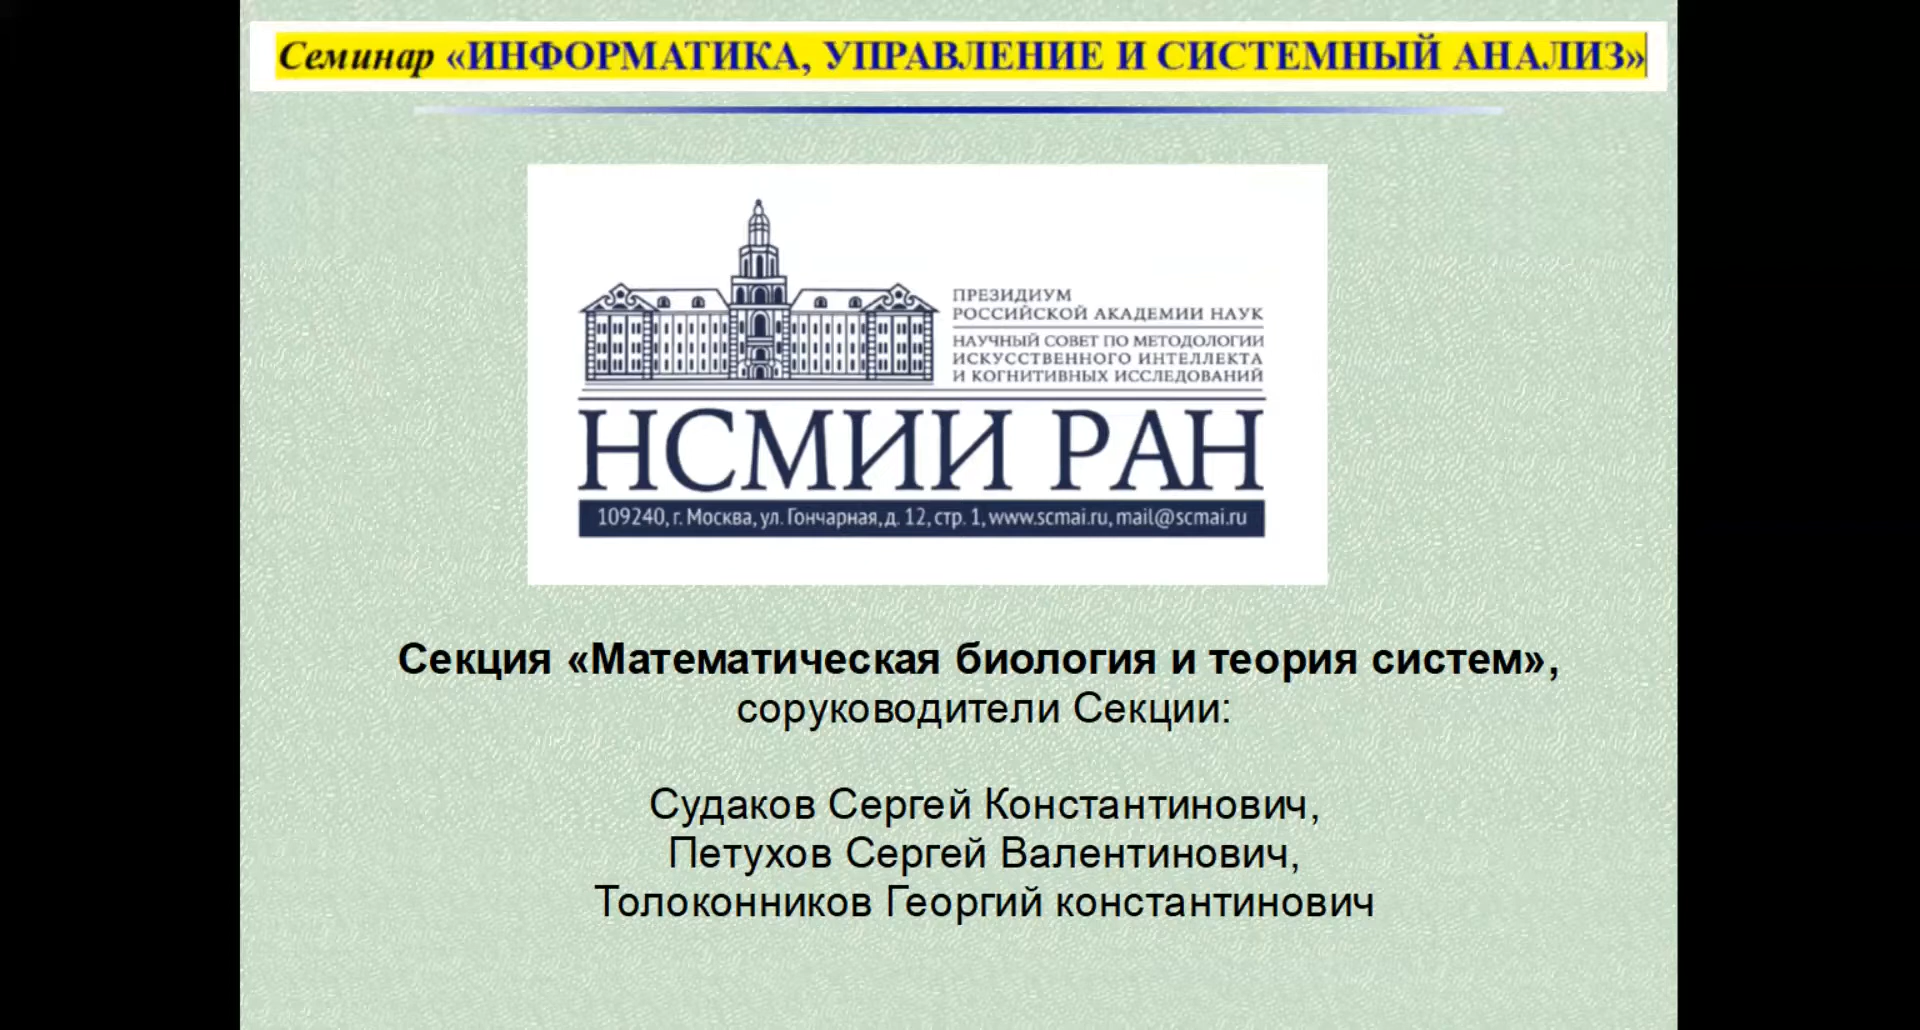 Семинар «ИНФОРМАТИКА, УПРАВЛЕНИЕ И СИСТЕМНЫЙ АНАЛИЗ»
ПРЕЗИДИУМ
РОССИЙСКОЙ АКАДЕМИИ НАУК
НАУЧНЫЙ СОВЕТ ПО МЕТОДОЛОГИИ
ИСКУССТВЕННОГО ИНТЕЛЛЕКТА
И КОГНИТИВНЫХ ИССЛЕДОВАНИЙ
НСМИИ РАН
109240, г. Москва, ул. Гончарная, д. 12, стр. 1, www.scmai.ru, mail@scmai.ru
Секция «Математическая биология и теория систем»,
соруководители Секции:
Судаков Сергей Константинович,
Петухов Сергей Валентинович,
Толоконников Георгий константинович